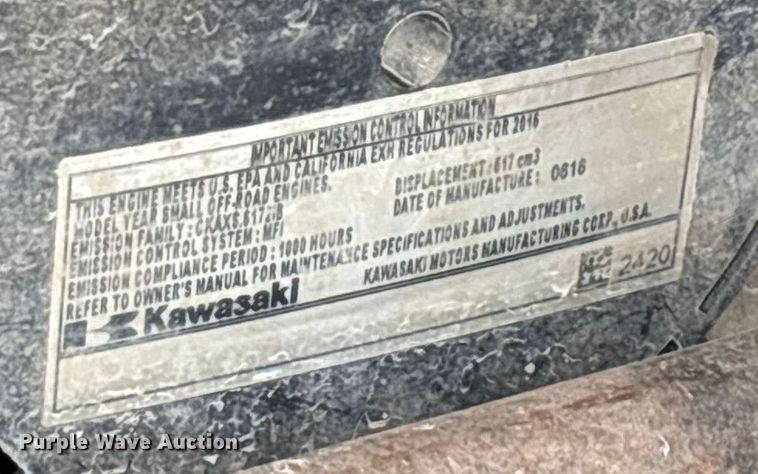 IMPORTANT EMISSION CONTROL INFORMATION
THIS ENGINE MEETS U.S. EPA AND CALIFORNIA EXH REGULATIONS FOR 2016
MODEL YEAR SMALL OFF-ROAD ENGINES.
EMISSION FAMILY: DISPLACEMENT: 617 cm3
EMISSION CONTROL SYSTEM: MFI DATE OF MANUFACTURE: 0616
EMISSION COMPLIANCE PERIOD: 1000 HOURS
REFER TO OWNER'S MANUAL FOR MAINTENANCE SPECIFICATIONS AND ADJUSTMENTS.
Kawasaki KAWASAKI MOTORS MANUFACTURING CORP., U.S.A.
2420
Purple Wave Auction